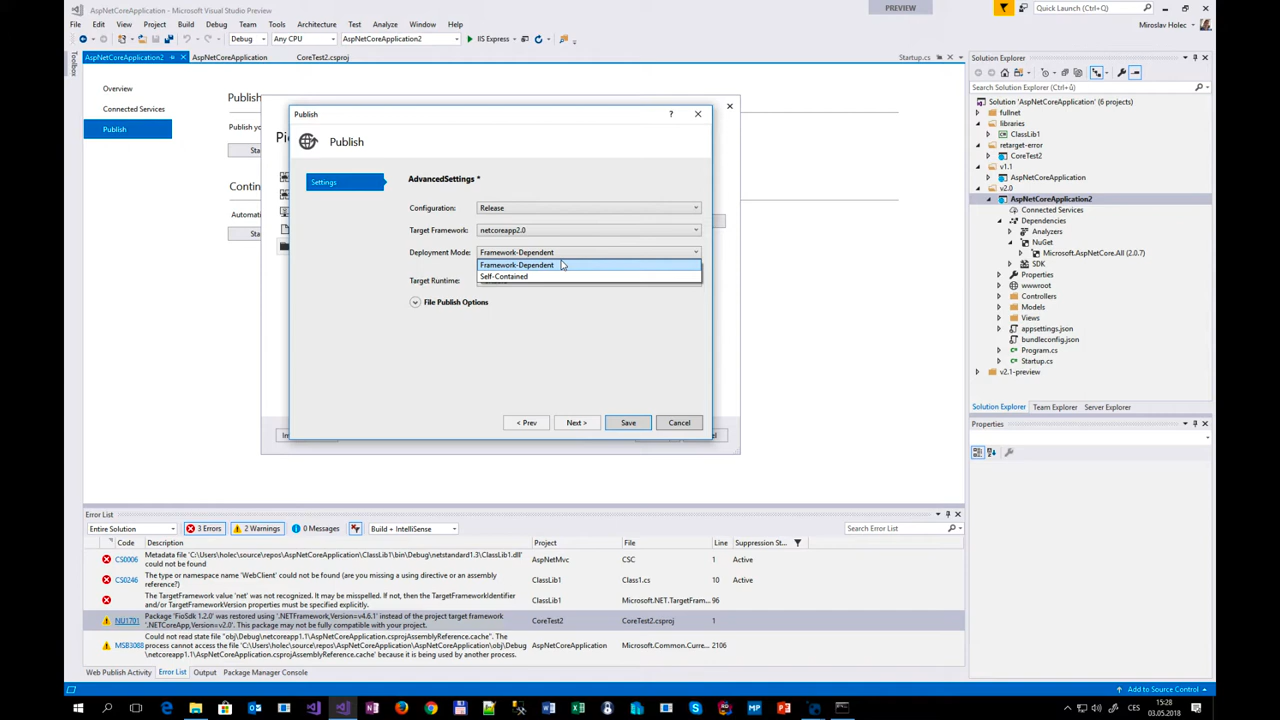 AspNetCoreApplication - Microsoft Visual Studio Preview
PREVIEW
Quick Launch (Ctrl+Q)
File Edit View Project Build Debug Team Tools Architecture Test Analyze Window Help
Miroslav Holec
Debug Any CPU AspNetCoreApplication2 IIS Express
Toolbox
AspNetCoreApplication2 AspNetCoreApplication CoreTest2.csproj Startup.cs
Overview
Connected Services
Publish
Publish
Publish yo
Sta
Contin
Automati
Sta
Pic
Publish
?
Publish
Settings
AdvancedSettings *
Configuration: Release
Target Framework: netcoreapp2.0
Deployment Mode: Framework-Dependent
Framework-Dependent
Self-Contained
Target Runtime:
File Publish Options
< Prev Next > Save Cancel
Solution Explorer
Search Solution Explorer (Ctrl+ů)
Solution 'AspNetCoreApplication' (6 projects)
fullnet
libraries
ClassLib1
retarget-error
CoreTest2
v1.1
AspNetCoreApplication
v2.0
AspNetCoreApplication2
Connected Services
Dependencies
Analyzers
NuGet
Microsoft.AspNetCore.All (2.0.7)
SDK
Properties
wwwroot
Controllers
Models
Views
appsettings.json
bundleconfig.json
Program.cs
Startup.cs
v2.1-preview
Solution Explorer Team Explorer Server Explorer
Properties
Error List
Entire Solution 3 Errors 2 Warnings 0 Messages Build + IntelliSense Search Error List
Code Description Project File Line Suppression St...
CS0006 Metadata file 'C:\Users\holec\source\repos\AspNetCoreApplication\ClassLib1\bin\Debug\netstandard1.3\ClassLib1.dll' AspNetMvc CSC 1 Active
could not be found
CS0246 The type or namespace name 'WebClient' could not be found (are you missing a using directive or an assembly ClassLib1 Class1.cs 10 Active
reference?)
The TargetFramework value 'net' was not recognized. It may be misspelled. If not, then the TargetFrameworkIdentifier ClassLib1 Microsoft.NET.TargetFram... 96
and/or TargetFrameworkVersion properties must be specified explicitly.
NU1701 Package 'FioSdk 1.2.0' was restored using '.NETFramework,Version=v4.6.1' instead of the project target framework CoreTest2 CoreTest2.csproj 1
'.NETCoreApp,Version=v2.0'. This package may not be fully compatible with your project.
MSB3088 Could not read state file "obj\Debug\netcoreapp1.1\AspNetCoreApplication.csprojAssemblyReference.cache". The AspNetCoreApplication Microsoft.Common.Curre... 2106
process cannot access the file 'C:\Users\holec\source\repos\AspNetCoreApplication\AspNetCoreApplication\obj\
Debug\netcoreapp1.1\AspNetCoreApplication.csprojAssemblyReference.cache' because it is being used by another process.
Web Publish Activity Error List Output Package Manager Console
Add to Source Control
CES 15:28
03.05.2018